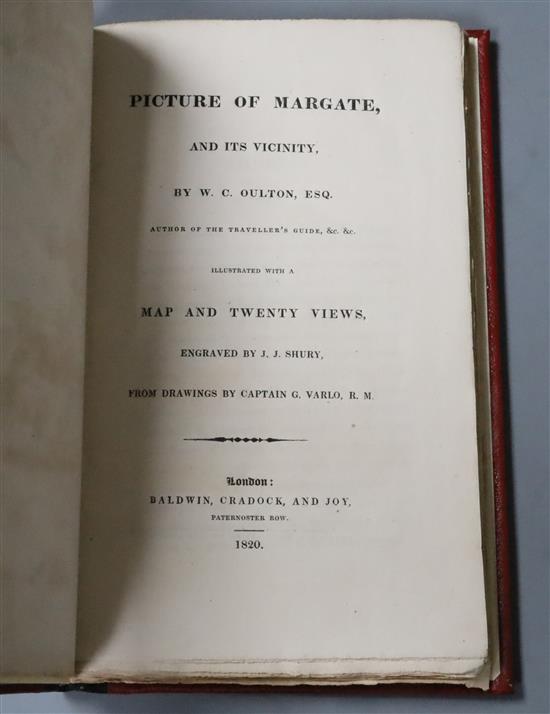 PICTURE OF MARGATE,
AND ITS VICINITY,
BY W. C. OULTON, ESQ.
AUTHOR OF THE TRAVELLER'S GUIDE, &c. &c.
ILLUSTRATED WITH A
MAP AND TWENTY VIEWS,
ENGRAVED BY J. J. SHURY,
FROM DRAWINGS BY CAPTAIN G. VARLO, R. M.
London:
BALDWIN, CRADOCK, AND JOY,
PATERNOSTER ROW.
1820.